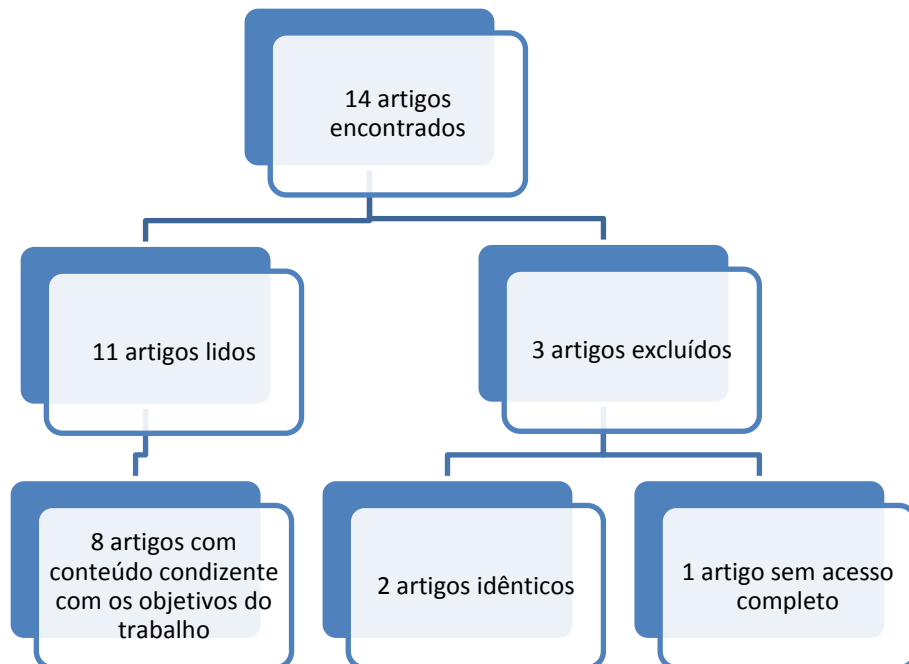 14 artigos
encontrados
11 artigos lidos
3 artigos excluídos
8 artigos com
conteúdo condizente
com os objetivos do
trabalho
2 artigos idênticos
1 artigo sem acesso
completo